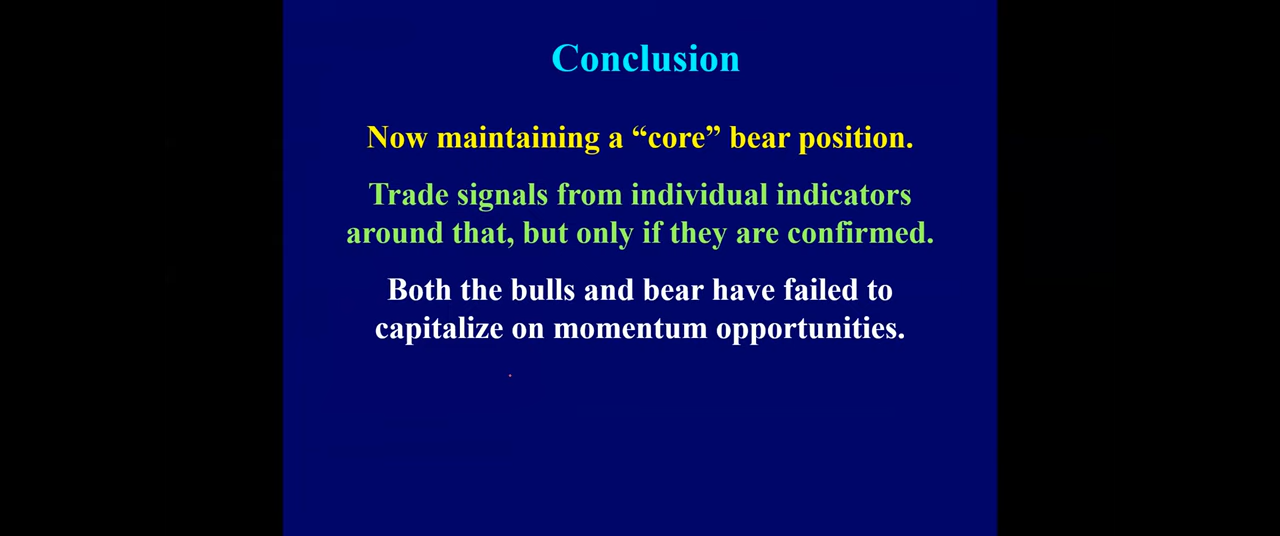 Conclusion
Now maintaining a “core” bear position.
Trade signals from individual indicators
around that, but only if they are confirmed.
Both the bulls and bear have failed to
capitalize on momentum opportunities.